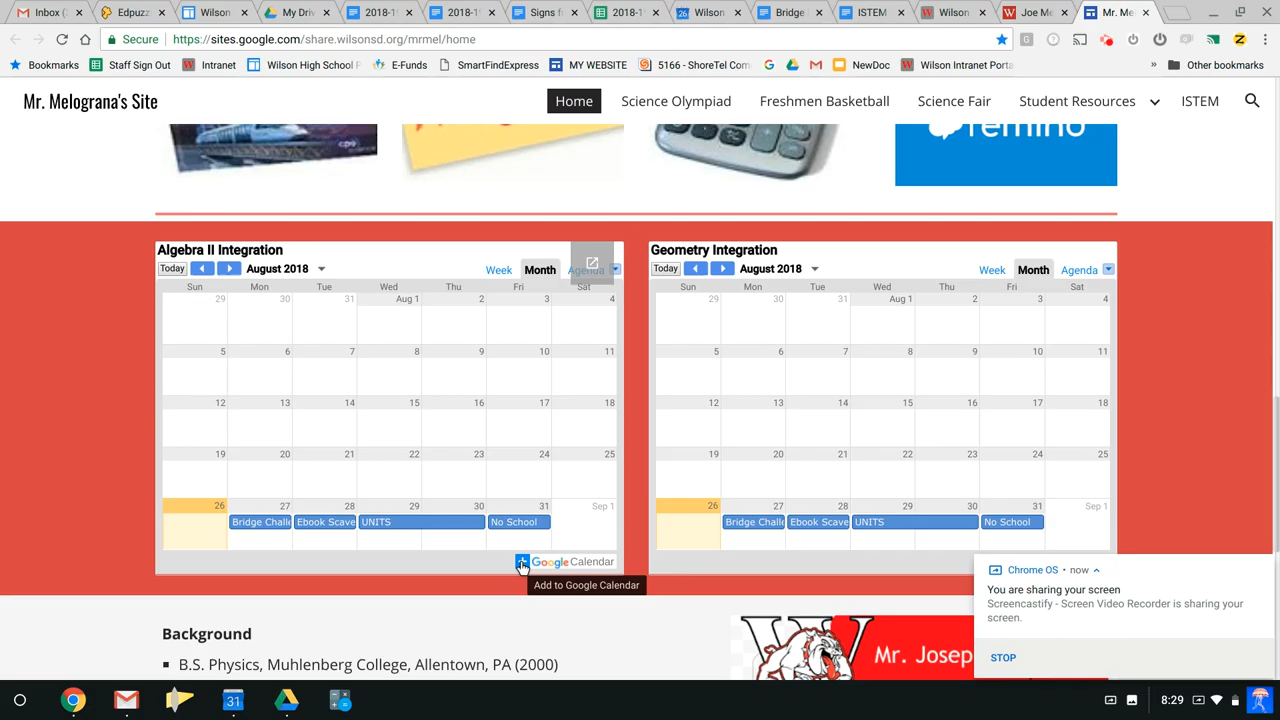 Inbox (
Edpuzz
Wilson
My Driv
2018-19
2018-19
Signs f
2018-19
Wilson
Bridge
ISTEM
Wilson
Joe Me
Mr. Me
Secure https://sites.google.com/share.wilsonsd.org/mrmel/home
Bookmarks Staff Sign Out Intranet Wilson High School P E-Funds SmartFindExpress MY WEBSITE 5166 - ShoreTel Com NewDoc Wilson Intranet Porta » Other bookmarks
Mr. Melograna's Site
Home Science Olympiad Freshmen Basketball Science Fair Student Resources ISTEM
remind
Algebra II Integration
Today August 2018 Week Month Agenda
Sun Mon Tue Wed Thu Fri Sat
29 30 31 Aug 1 2 3 4
5 6 7 8 9 10 11
12 13 14 15 16 17 18
19 20 21 22 23 24 25
26 27 28 29 30 31 Sep 1
Bridge Challe Ebook Scave UNITS No School
Google Calendar
Add to Google Calendar
Geometry Integration
Today August 2018 Week Month Agenda
Sun Mon Tue Wed Thu Fri Sat
29 30 31 Aug 1 2 3 4
5 6 7 8 9 10 11
12 13 14 15 16 17 18
19 20 21 22 23 24 25
26 27 28 29 30 31 Sep 1
Bridge Challe Ebook Scave UNITS No School
Chrome OS • now
You are sharing your screen
Screencastify - Screen Video Recorder is sharing your
screen.
STOP
Background
B.S. Physics, Muhlenberg College, Allentown, PA (2000)
W
Mr. Josep
31
8:29